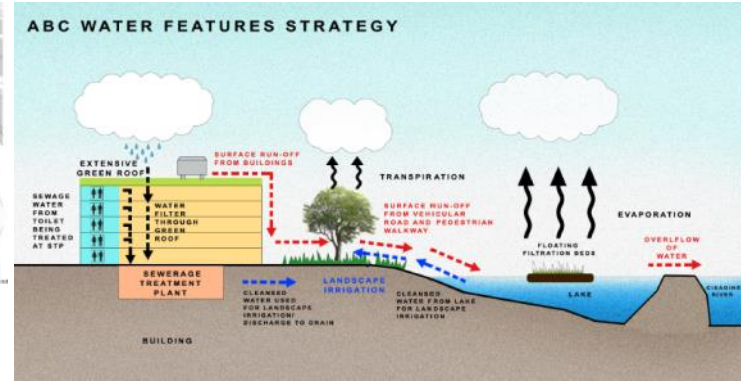 ABC WATER FEATURES STRATEGY
EXTENSIVE
GREEN ROOF
SURFACE RUN-OFF
FROM BUILDINGS
SEWAGE
WATER
FROM
TOILET
BEING
TREATED
AT STP
WATER
FILTER
THROUGH
GREEN
ROOF
TRANSPIRATION
SURFACE RUN-OFF
FROM VEHICULAR
ROAD AND PEDESTRIAN
WALKWAY
EVAPORATION
FLOATING
FILTRATION BEDS
OVERLFLOW
OF
WATER
SEWERAGE
TREATMENT
PLANT
CLEANSED
WATER USED
FOR LANDSCAPE
IRRIGATION/
DISCHARGE TO DRAIN
LANDSCAPE
IRRIGATION
CLEANSED
WATER FROM LAKE
FOR LANDSCAPE
IRRIGATION
LAKE
RIVER
BUILDING